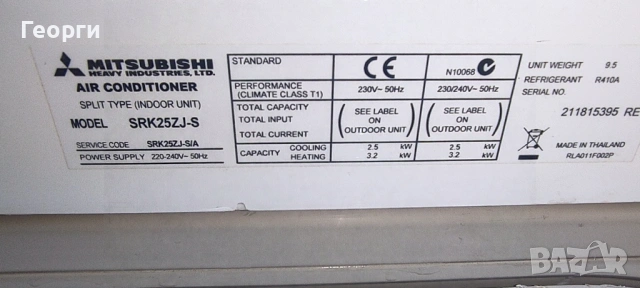 Георги
MITSUBISHI
HEAVY INDUSTRIES, LTD.
AIR CONDITIONER
SPLIT TYPE (INDOOR UNIT)
MODEL SRK25ZJ-S
SERVICE CODE SRK25ZJ-S/A
POWER SUPPLY 220-240V~ 50Hz
STANDARD CE N10068
PERFORMANCE (CLIMATE CLASS T1) 230V~ 50Hz 230/240V~ 50Hz
TOTAL CAPACITY
TOTAL INPUT
TOTAL CURRENT
(SEE LABEL ON OUTDOOR UNIT) (SEE LABEL ON OUTDOOR UNIT)
CAPACITY COOLING 2.5 kW 2.5 kW
HEATING 3.2 kW 3.2 kW
UNIT WEIGHT 9.5
REFRIGERANT R410A
SERIAL NO.
211815395 RE
MADE IN THAILAND
RLA011F002P
BAZAR